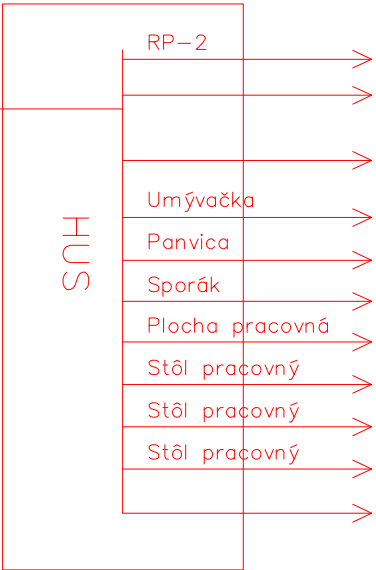 RP-2
Umývačka
HUS
Panvica
Sporák
Plocha pracovná
Stôl pracovný
Stôl pracovný
Stôl pracovný